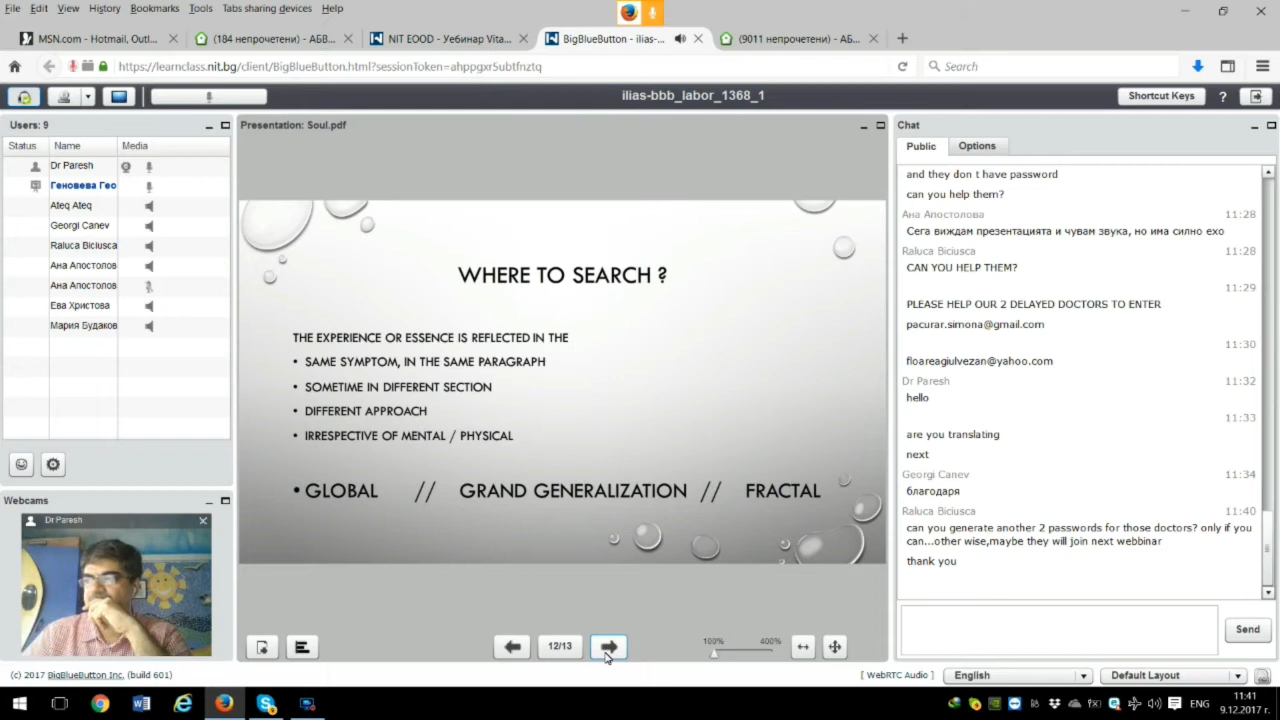 File Edit View History Bookmarks Tools Tabs sharing devices Help
MSN.com - Hotmail, Outl...
(184 непрочетени) - АБВ...
NIT EOOD - Уебинар Vita...
BigBlueButton - ilias-...
(9011 непрочетени) - АБ...
https://learnclass.nit.bg/client/BigBlueButton.html?sessionToken=ahppgxr5ubtfnztq
Search
ilias-bbb_labor_1368_1
Shortcut Keys
?
Users: 9
Status Name Media
Dr Paresh
Геновева Гео
Ateq Ateq
Georgi Canev
Raluca Biciusca
Ана Апостолов
Ана Апостолов
Ева Христова
Мария Будаков
Webcams
Dr Paresh
Presentation: Soul.pdf
WHERE TO SEARCH ?
THE EXPERIENCE OR ESSENCE IS REFLECTED IN THE
• SAME SYMPTOM, IN THE SAME PARAGRAPH
• SOMETIME IN DIFFERENT SECTION
• DIFFERENT APPROACH
• IRRESPECTIVE OF MENTAL / PHYSICAL
• GLOBAL // GRAND GENERALIZATION // FRACTAL
12/13
100% 400%
Chat
Public Options
and they don t have password
can you help them?
Ана Апостолова 11:28
Сега виждам презентацията и чувам звука, но има силно ехо
Raluca Biciusca 11:28
CAN YOU HELP THEM?
11:29
PLEASE HELP OUR 2 DELAYED DOCTORS TO ENTER
pacurar.simona@gmail.com
11:30
floareagiulvezan@yahoo.com
Dr Paresh 11:32
hello
11:33
are you translating
next
Georgi Canev 11:34
благодаря
Raluca Biciusca 11:40
can you generate another 2 passwords for those doctors? only if you
can...other wise,maybe they will join next webbinar
thank you
Send
(c) 2017 BigBlueButton Inc. (build 601)
[ WebRTC Audio ]
English
Default Layout
ENG
11:41
9.12.2017 г.